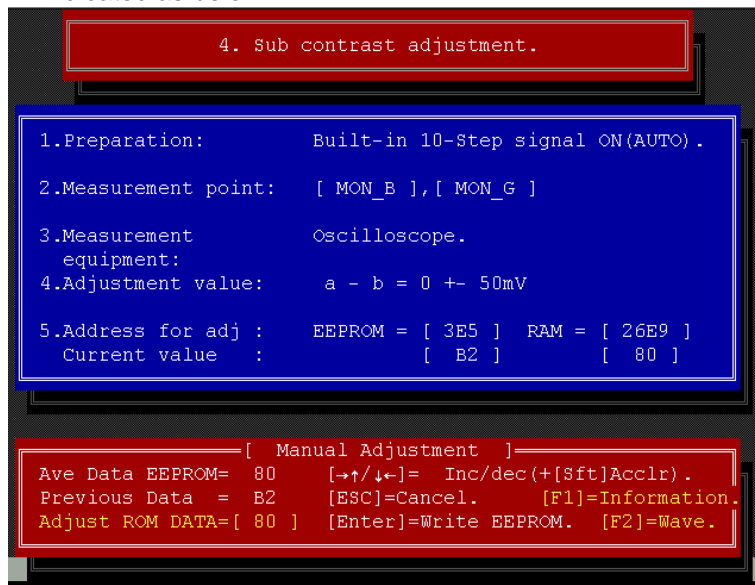 4. Sub contrast adjustment.
1.Preparation: Built-in 10-Step signal ON(AUTO).
2.Measurement point: [ MON_B ],[ MON_G ]
3.Measurement Oscilloscope.
equipment:
4.Adjustment value: a - b = 0 +- 50mV
5.Address for adj : EEPROM = [ 3E5 ] RAM = [ 26E9 ]
Current value : [ B2 ] [ 80 ]
[ Manual Adjustment ]
Ave Data EEPROM= 80 [→↑/↓←]= Inc/dec(+[Sft]Acclr).
Previous Data = B2 [ESC]=Cancel. [F1]=Information.
Adjust ROM DATA=[ 80 ] [Enter]=Write EEPROM. [F2]=Wave.